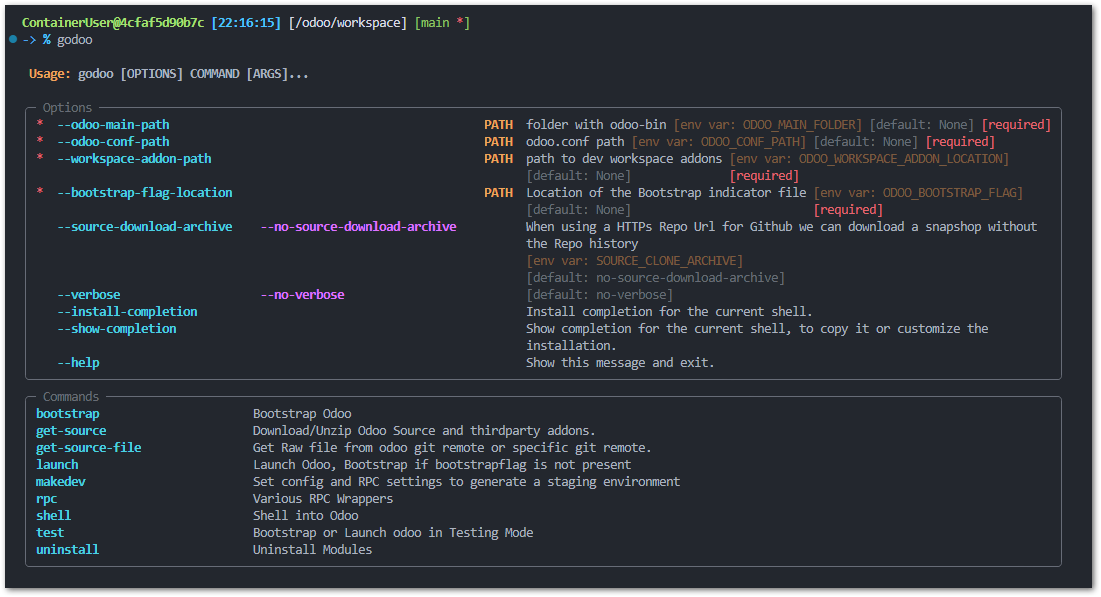 ContainerUser@4cfaf5d90b7c [22:16:15] [/odoo/workspace] [main *]
-> % godoo
Usage: godoo [OPTIONS] COMMAND [ARGS]...
Options
* --odoo-main-path PATH folder with odoo-bin [env var: ODOO_MAIN_FOLDER] [default: None] [required]
* --odoo-conf-path PATH odoo.conf path [env var: ODOO_CONF_PATH] [default: None] [required]
* --workspace-addon-path PATH path to dev workspace addons [env var: ODOO_WORKSPACE_ADDON_LOCATION]
[default: None] [required]
* --bootstrap-flag-location PATH Location of the Bootstrap indicator file [env var: ODOO_BOOTSTRAP_FLAG]
[default: None] [required]
--source-download-archive --no-source-download-archive When using a HTTPs Repo Url for Github we can download a snapshop without
the Repo history
[env var: SOURCE_CLONE_ARCHIVE]
[default: no-source-download-archive]
--verbose --no-verbose [default: no-verbose]
--install-completion Install completion for the current shell.
--show-completion Show completion for the current shell, to copy it or customize the
installation.
--help Show this message and exit.
Commands
bootstrap Bootstrap Odoo
get-source Download/Unzip Odoo Source and thirdparty addons.
get-source-file Get Raw file from odoo git remote or specific git remote.
launch Launch Odoo, Bootstrap if bootstrapflag is not present
makedev Set config and RPC settings to generate a staging environment
rpc Various RPC Wrappers
shell Shell into Odoo
test Bootstrap or Launch odoo in Testing Mode
uninstall Uninstall Modules